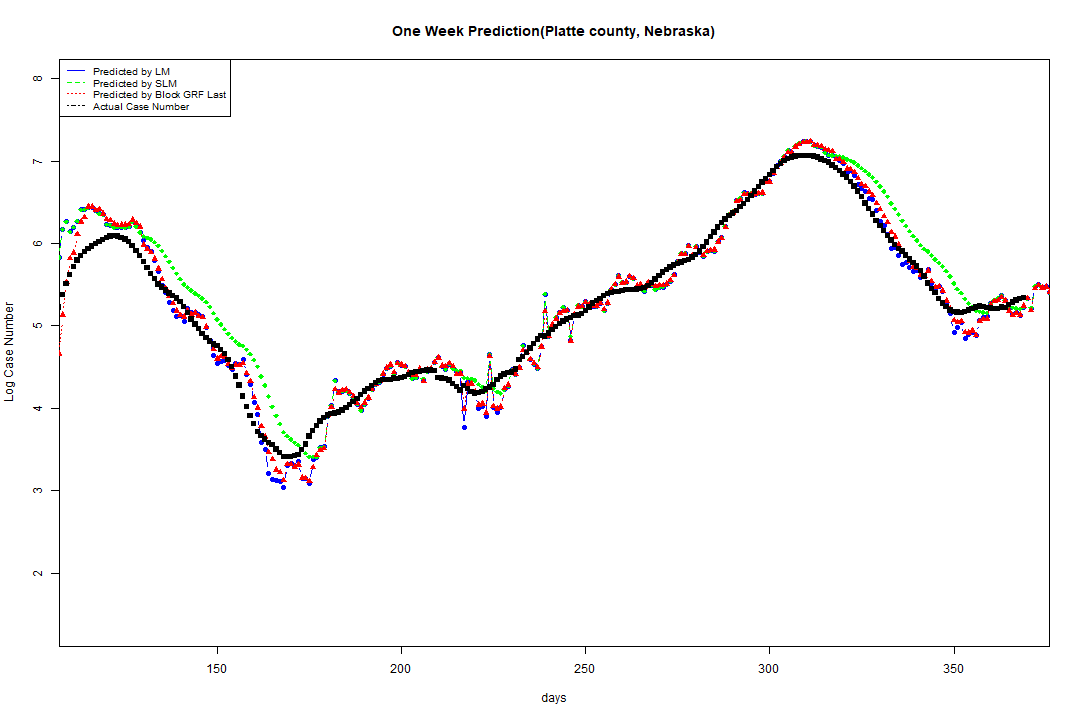 One Week Prediction(Platte county, Nebraska)
Predicted by LM
Predicted by SLM
Predicted by Block GRF Last
Actual Case Number
8
7
6
5
4
3
2
Log Case Number
150 200 250 300 350
days